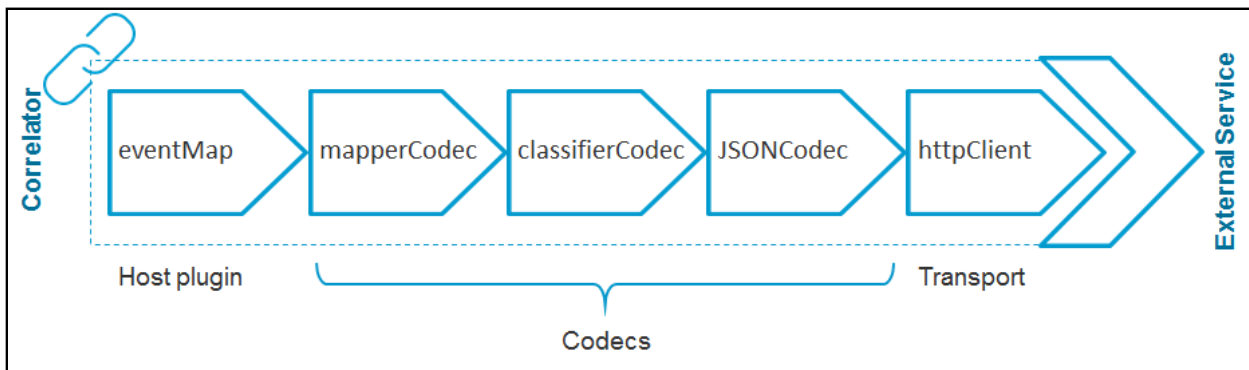 Correlator
eventMap
mapperCodec
classifierCodec
JSONCodec
httpClient
External Service
Host plugin
Transport
Codecs